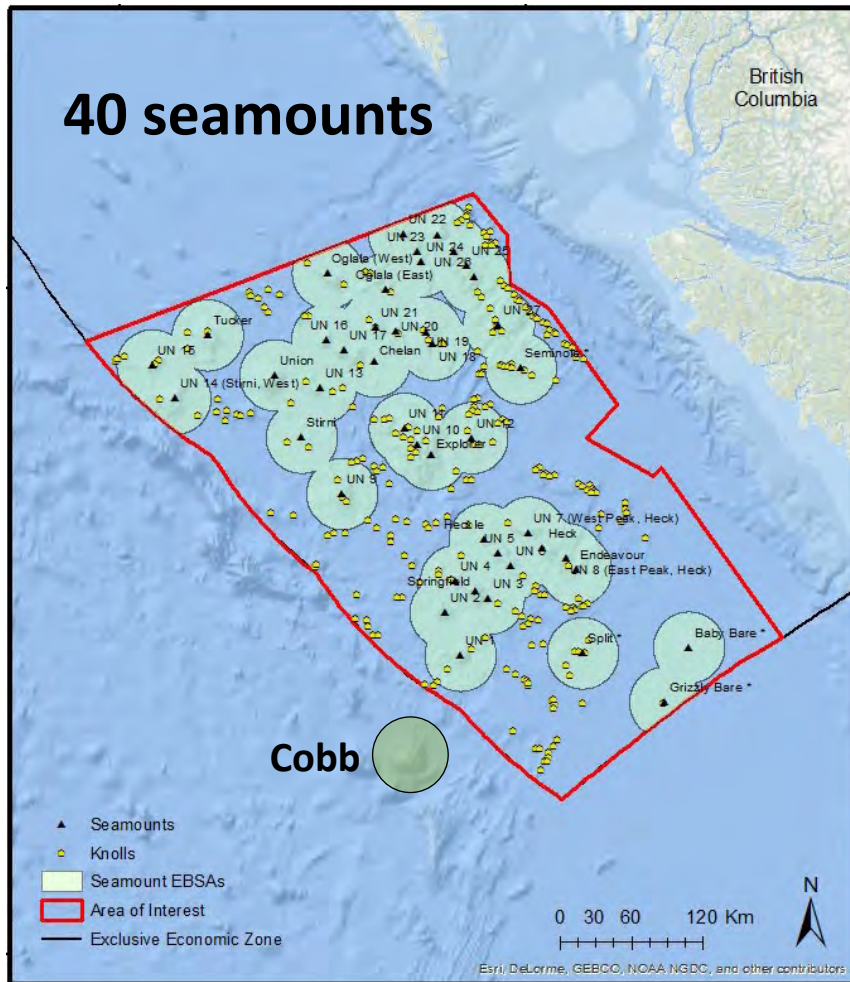 British
Columbia
40 seamounts
UN 22
UN 23
UN 24
UN 25
Oglala (West)
UN 26
Oglala (East)
UN 27
Tucker
UN 21
UN 16
UN 20
UN 19
UN 15
UN 17
Chelan
UN 18
Seminole *
Union
UN 13
UN 14 (Stirni, West)
Stirni
UN 11
UN 12
UN 10
Explorer
UN 9
Heckle
UN 7 (West Peak, Heck)
UN 5
Heck
UN 6
Endeavour
UN 4
UN 8 (East Peak, Heck)
Springfield
UN 3
UN 2
UN 1
Split *
Baby Bare *
Grizzly Bare *
Cobb
Seamounts
Knolls
Seamount EBSAs
Area of Interest
Exclusive Economic Zone
N
0 30 60 120 Km
Esri, DeLorme, GEBCO, NOAA NGDC, and other contributors